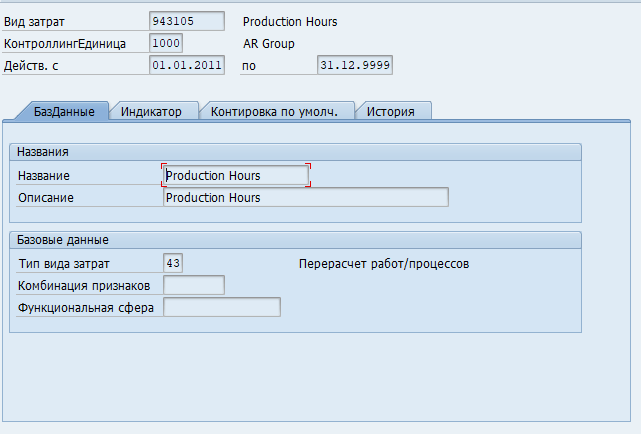 Вид затрат 943105 Production Hours
КонтроллингЕдиница 1000 AR Group
Действ. с 01.01.2011 по 31.12.9999
БазДанные Индикатор Контировка по умолч. История
Названия
Название Production Hours
Описание Production Hours
Базовые данные
Тип вида затрат 43 Перерасчет работ/процессов
Комбинация признаков
Функциональная сфера